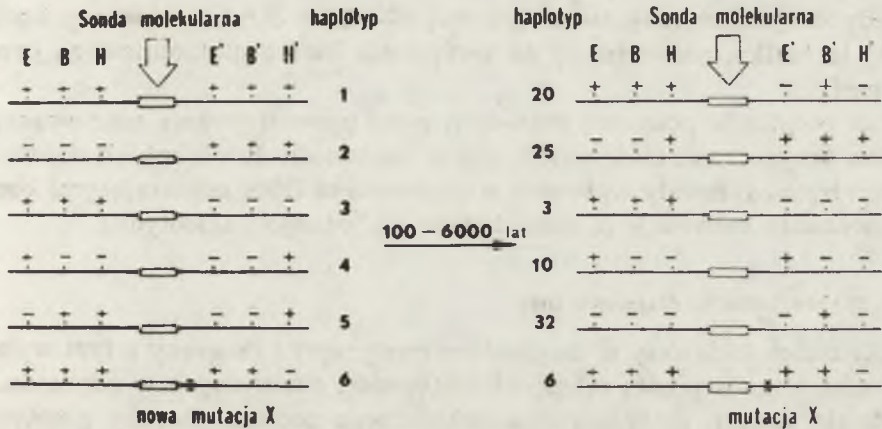 Sonda molekularna haplotyp Sonda molekularna
E B H E' B' H' E B H E' B' H'
+ + + + + + 1 20 + + + − + −
− − − + + + 2 25 − + + + + +
+ + + − − − 3 3 + + + − − −
100 – 6000 lat
+ − − − − + 4 10 + − − + − −
− + + − − + 5 32 − − − − + −
+ + + + + − 6 6 + + + + + −
nowa mutacja X mutacja X